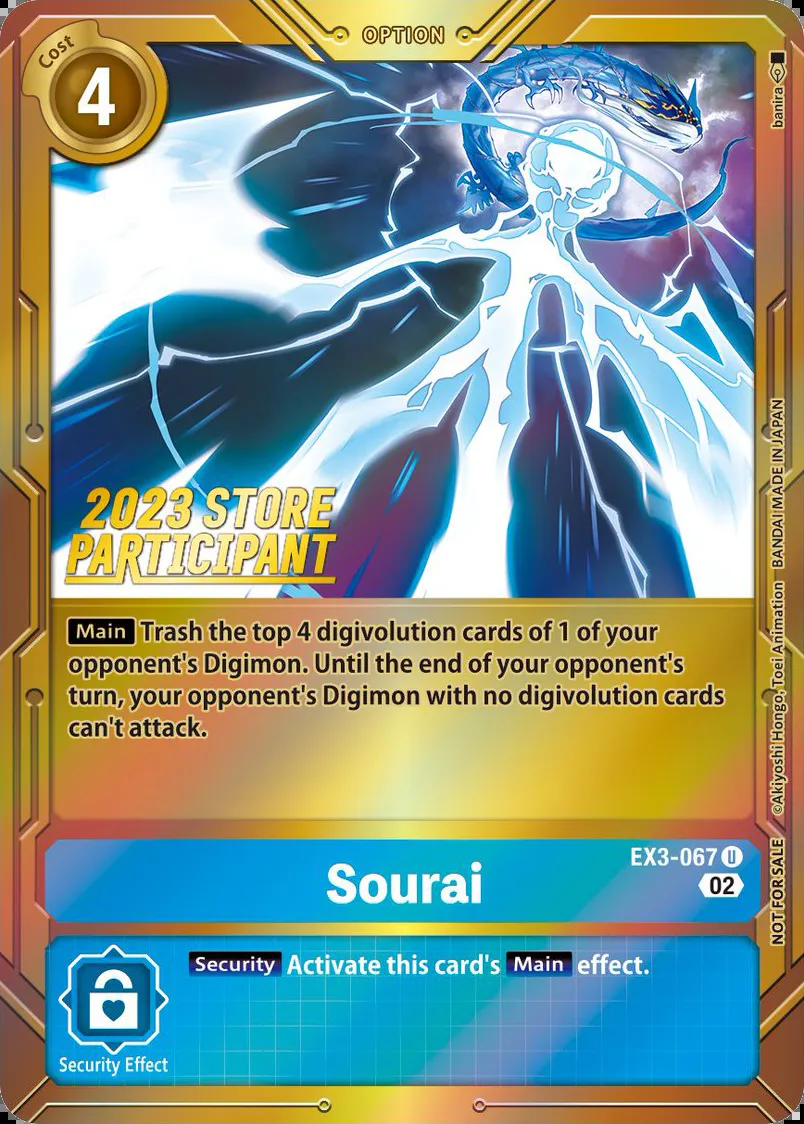 OPTION
Cost
4
banira
2023 STORE
PARTICIPANT
Main Trash the top 4 digivolution cards of 1 of your
opponent's Digimon. Until the end of your opponent's
turn, your opponent's Digimon with no digivolution cards
can't attack.
©Akiyoshi Hongo, Toei Animation BANDAI MADE IN JAPAN
NOT FOR SALE
EX3-067 U
02
Sourai
Security Activate this card's Main effect.
Security Effect